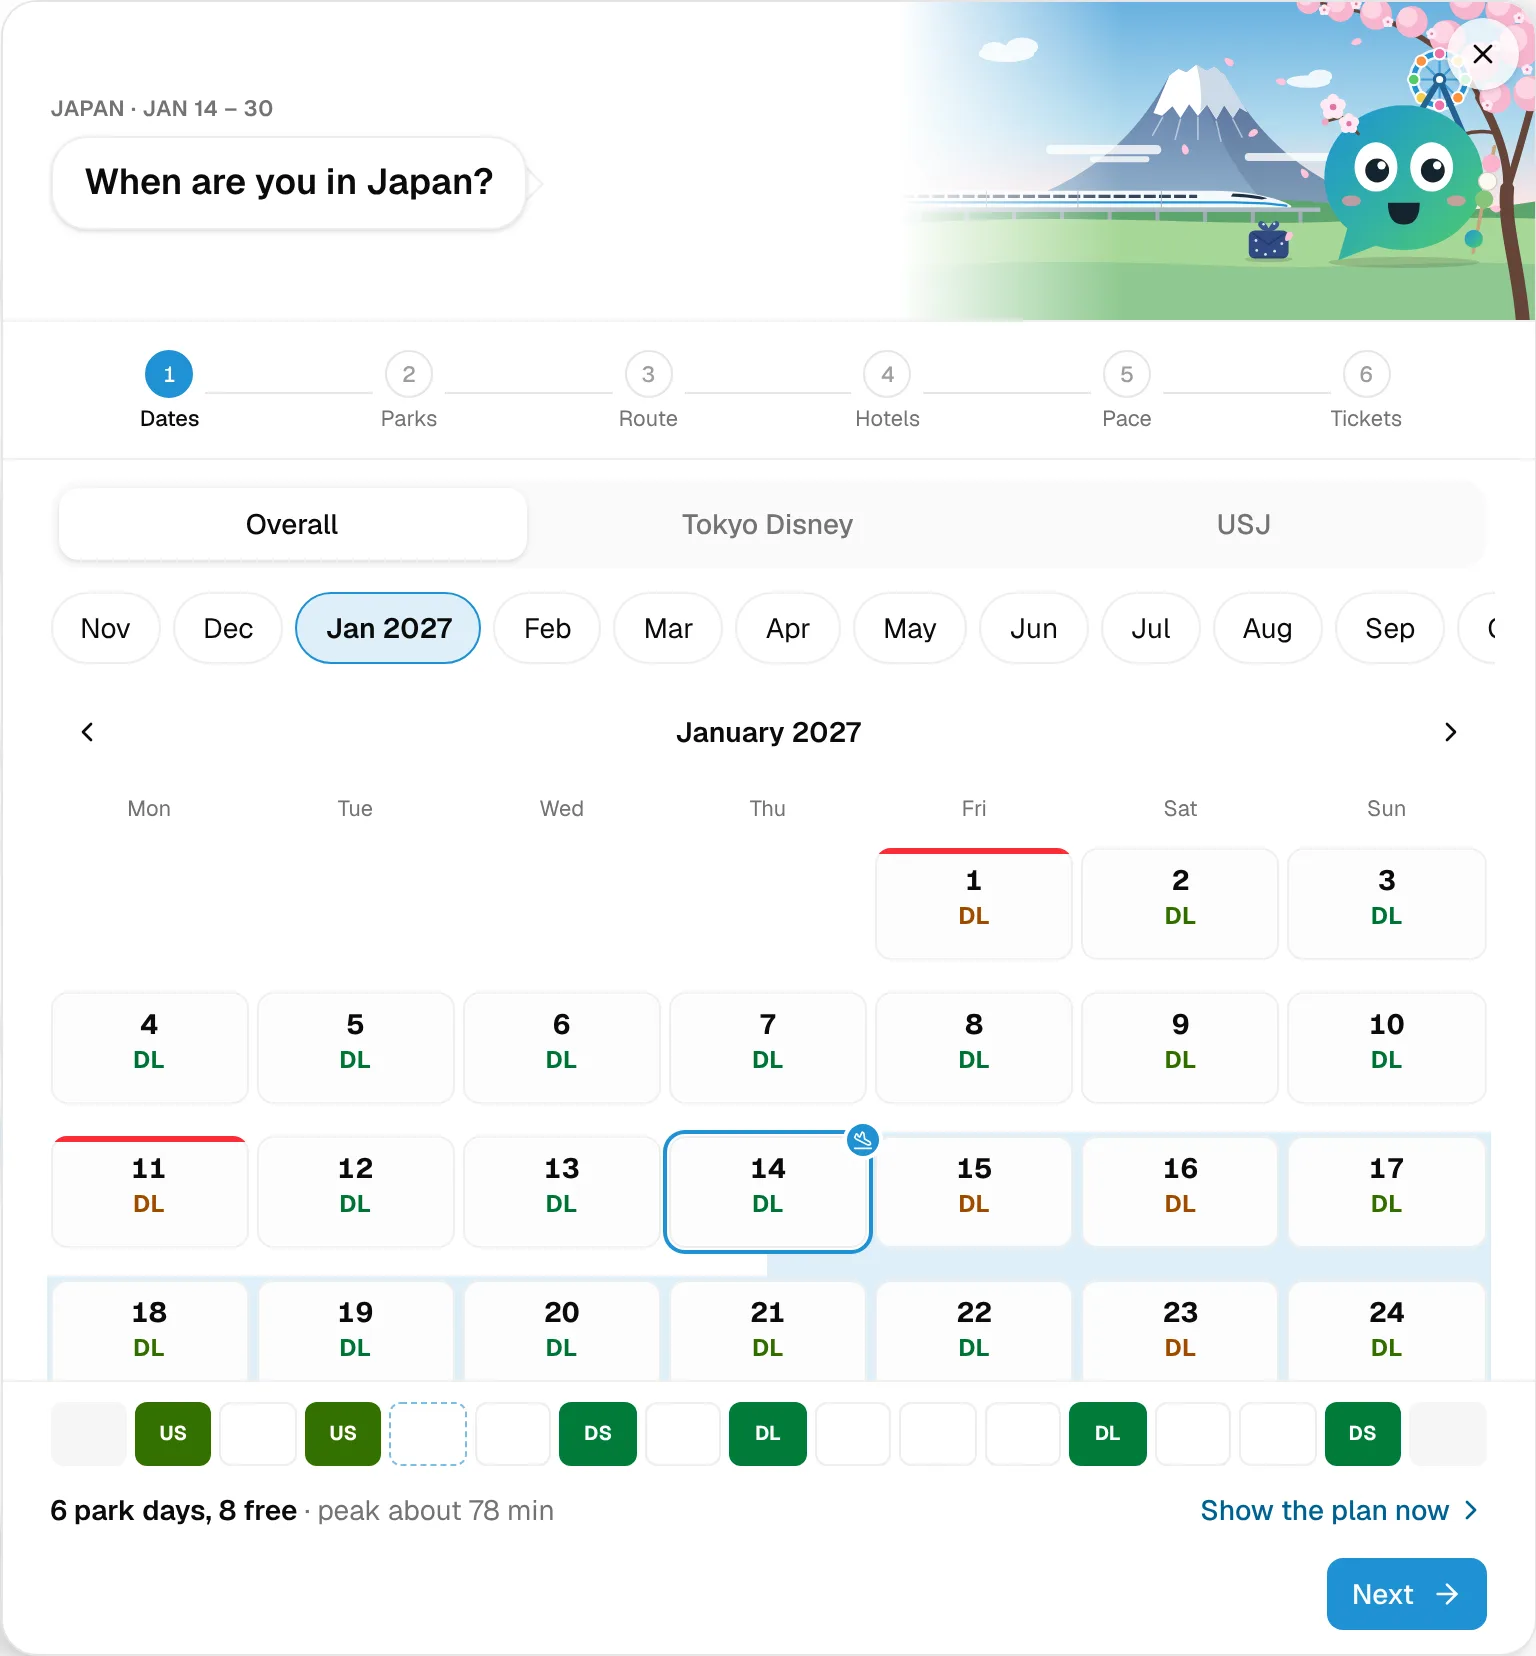 JAPAN · JAN 14 – 30
When are you in Japan?
1 2 3 4 5 6
Dates Parks Route Hotels Pace Tickets
Overall Tokyo Disney USJ
Nov Dec Jan 2027 Feb Mar Apr May Jun Jul Aug Sep
January 2027
Mon Tue Wed Thu Fri Sat Sun
1 2 3
DL DL DL
4 5 6 7 8 9 10
DL DL DL DL DL DL DL
11 12 13 14 15 16 17
DL DL DL DL DL DL DL
18 19 20 21 22 23 24
DL DL DL DL DL DL DL
US US DS DL DL DS
6 park days, 8 free · peak about 78 min
Show the plan now
Next